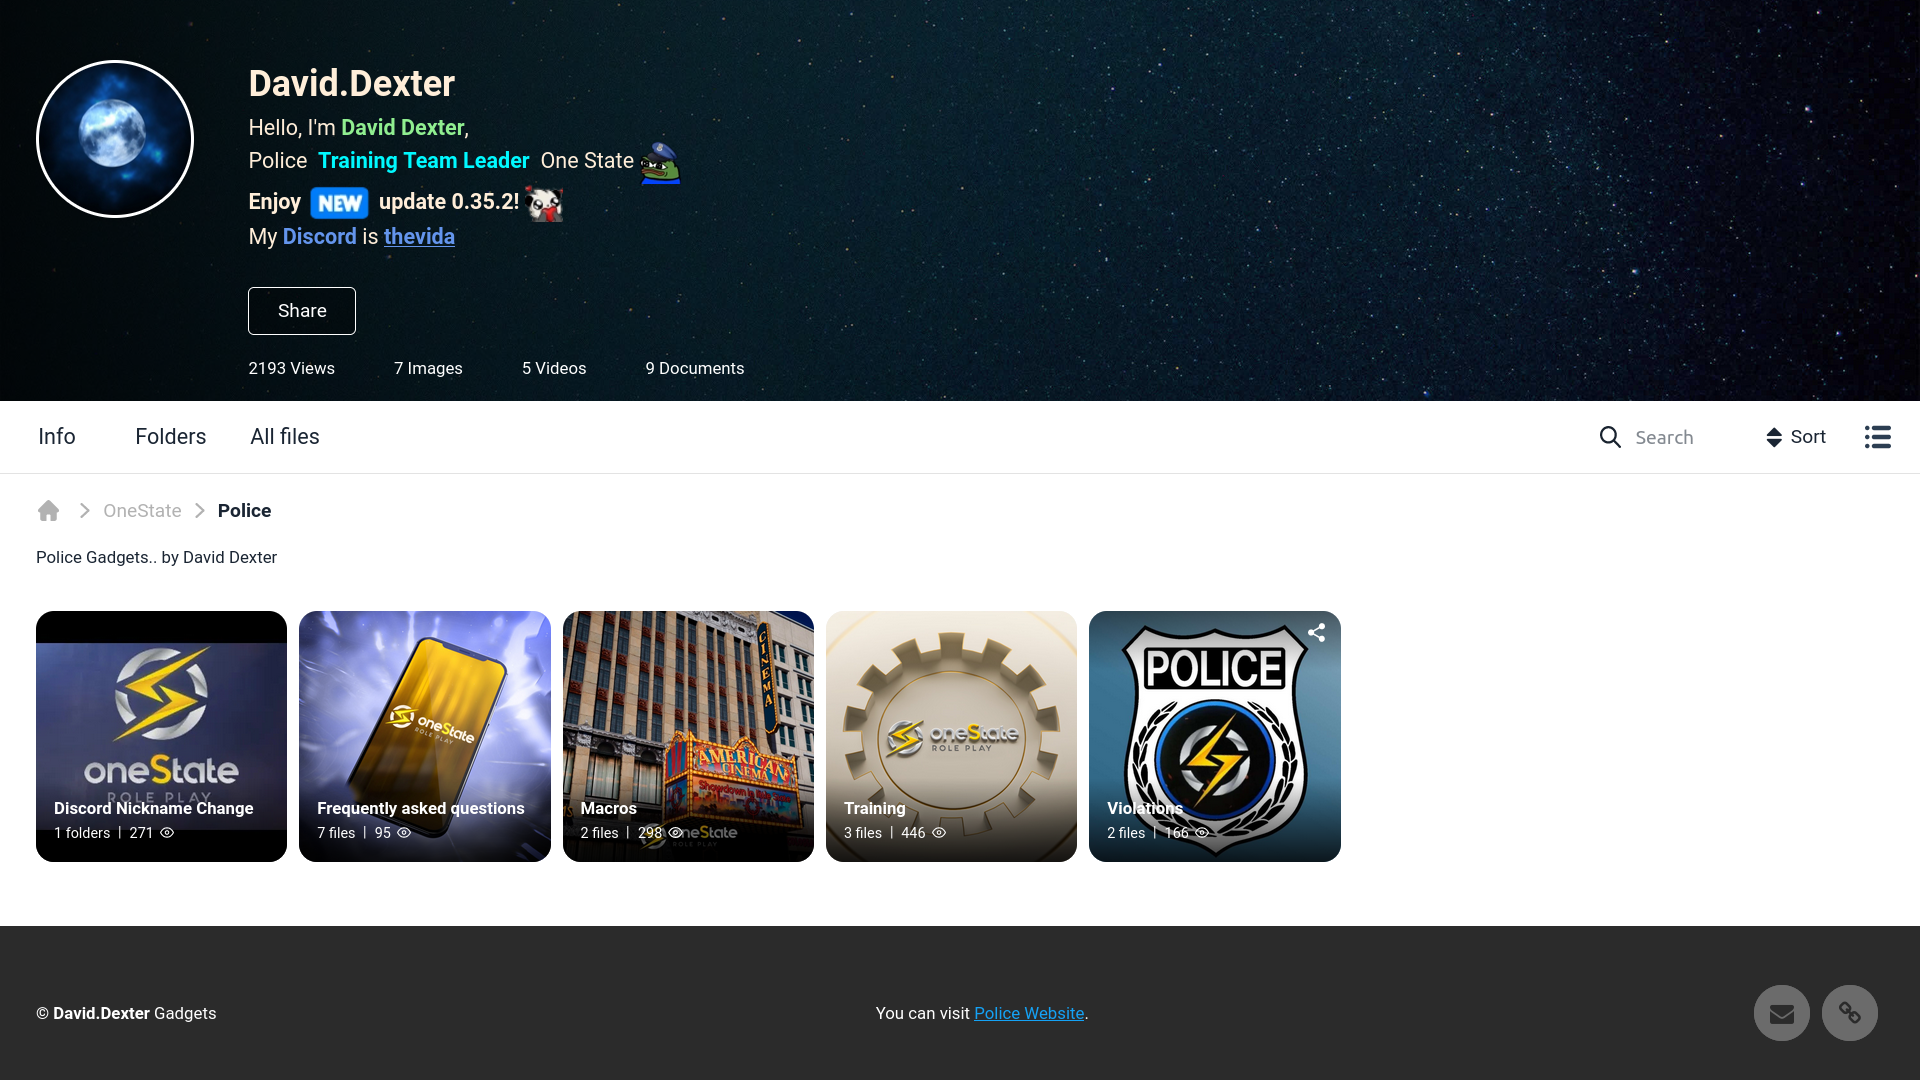 David.Dexter
Hello, I'm David Dexter,
Police Training Team Leader One State
Enjoy NEW update 0.35.2!
My Discord is thevida
Share
2193 Views 7 Images 5 Videos 9 Documents
Info Folders All files Search Sort
OneState Police
Police Gadgets.. by David Dexter
oneState
ROLE PLAY
Discord Nickname Change
1 folders | 271
oneState
ROLE PLAY
Frequently asked questions
7 files | 95
CINEMA
AMERICAN
CINEMA
oneState
ROLE PLAY
Macros
2 files | 298
oneState
ROLE PLAY
Training
3 files | 446
POLICE
Violations
2 files | 166
© David.Dexter Gadgets
You can visit Police Website.